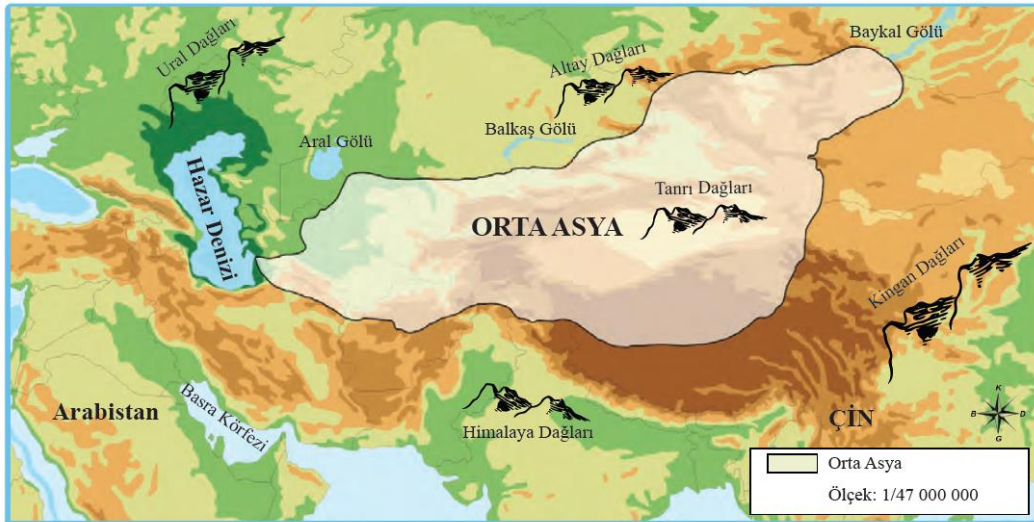 Ural Dağları
Altay Dağları
Baykal Gölü
Aral Gölü
Balkaş Gölü
Hazar Denizi
Tanrı Dağları
ORTA ASYA
Kingan Dağları
Arabistan
Basra Körfezi
Himalaya Dağları
ÇİN
K
B
D
G
Orta Asya
Ölçek: 1/47 000 000